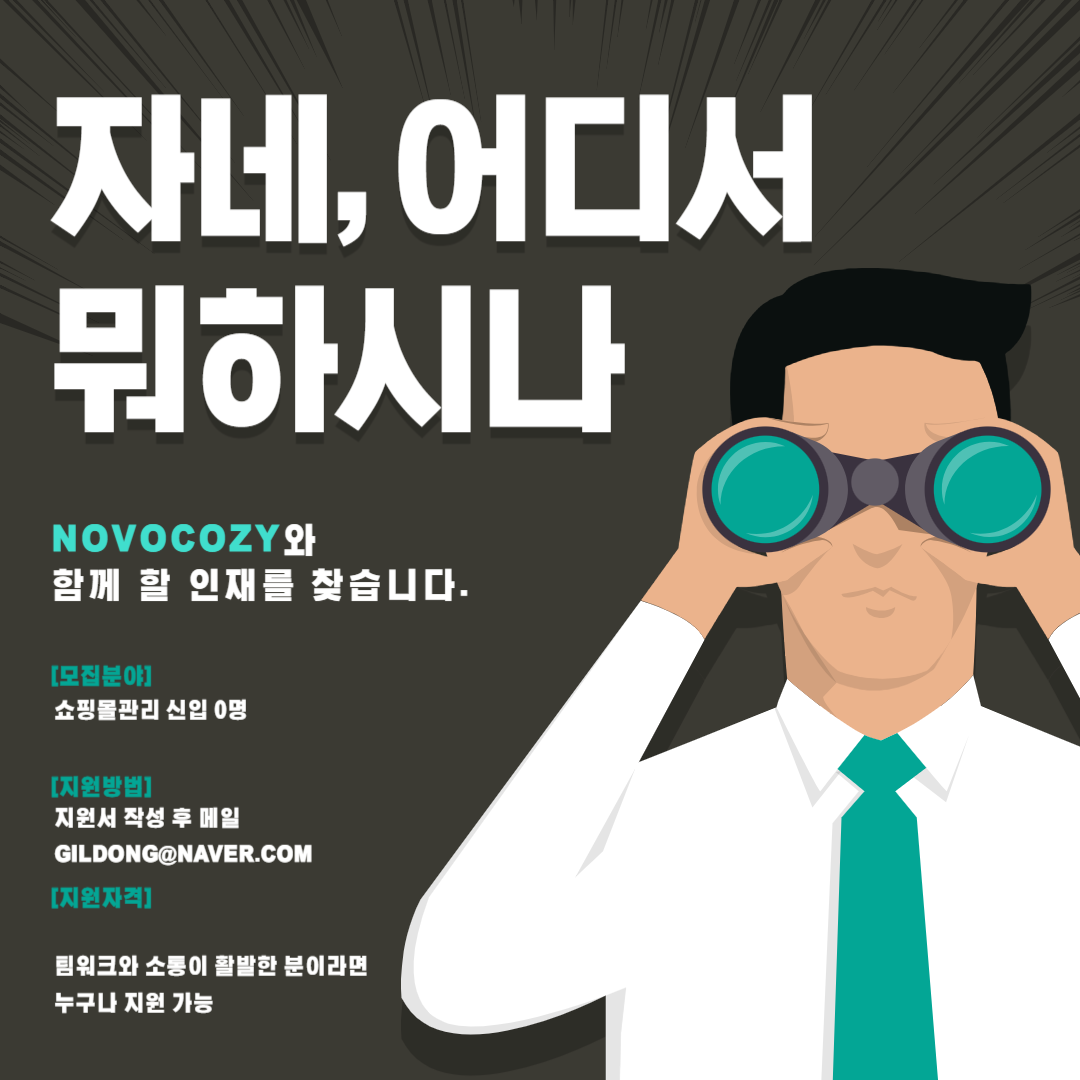 자네, 어디서
뭐하시나
NOVOCOZY와
함께 할 인재를 찾습니다.
[모집분야]
쇼핑몰관리 신입 0명
[지원방법]
지원서 작성 후 메일
GILDONG@NAVER.COM
[지원자격]
팀워크와 소통이 활발한 분이라면
누구나 지원 가능